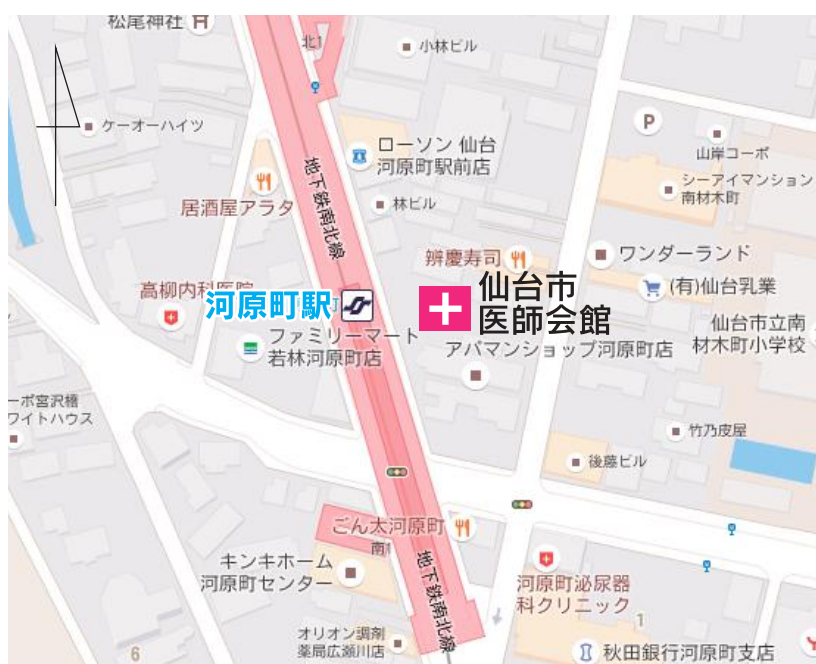 松尾神社
北1
小林ビル
ケーオーハイツ
P
ローソン 仙台
河原町駅前店
山岸コーポ
地下鉄南北線
居酒屋アラタ
林ビル
シーアイマンション
南材木町
辨慶寿司
ワンダーランド
高柳内科医院
河原町駅
仙台市
医師会館
(有)仙台乳業
ファミリーマート
若林河原町店
アパマンショップ河原町店
仙台市立南
材木町小学校
ーポ宮沢橋
ワイトハウス
竹乃皮屋
後藤ビル
ごん太河原町
南1
キンキホーム
河原町センター
地下鉄南北線
河原町泌尿器
科クリニック
1
オリオン調剤
薬局広瀬川店
6
秋田銀行河原町支店